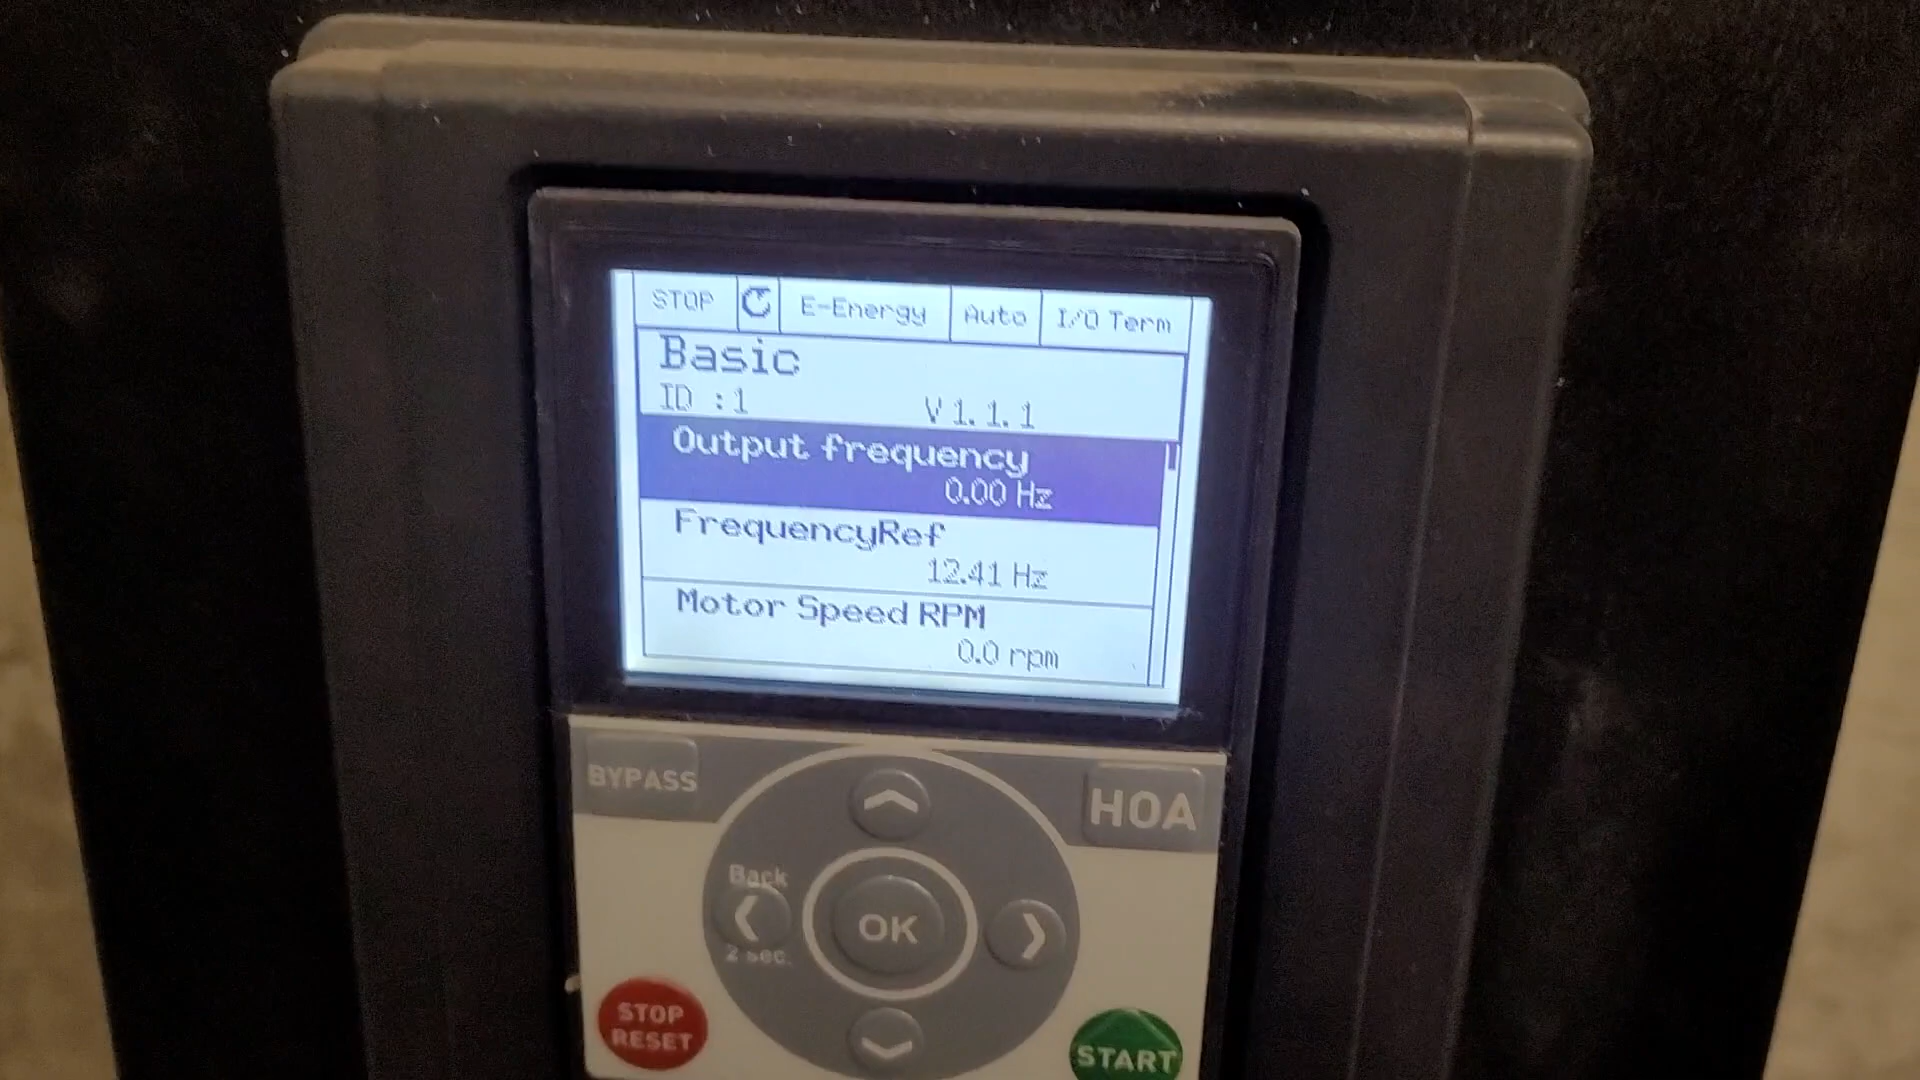 STOP E-Energy Auto I/O Term
Basic
ID :1 V1.1.1
Output frequency
0.00 Hz
FrequencyRef
12.41 Hz
Motor Speed RPM
0.0 rpm
BYPASS
HOA
Back
2 sec.
OK
STOP
RESET
START